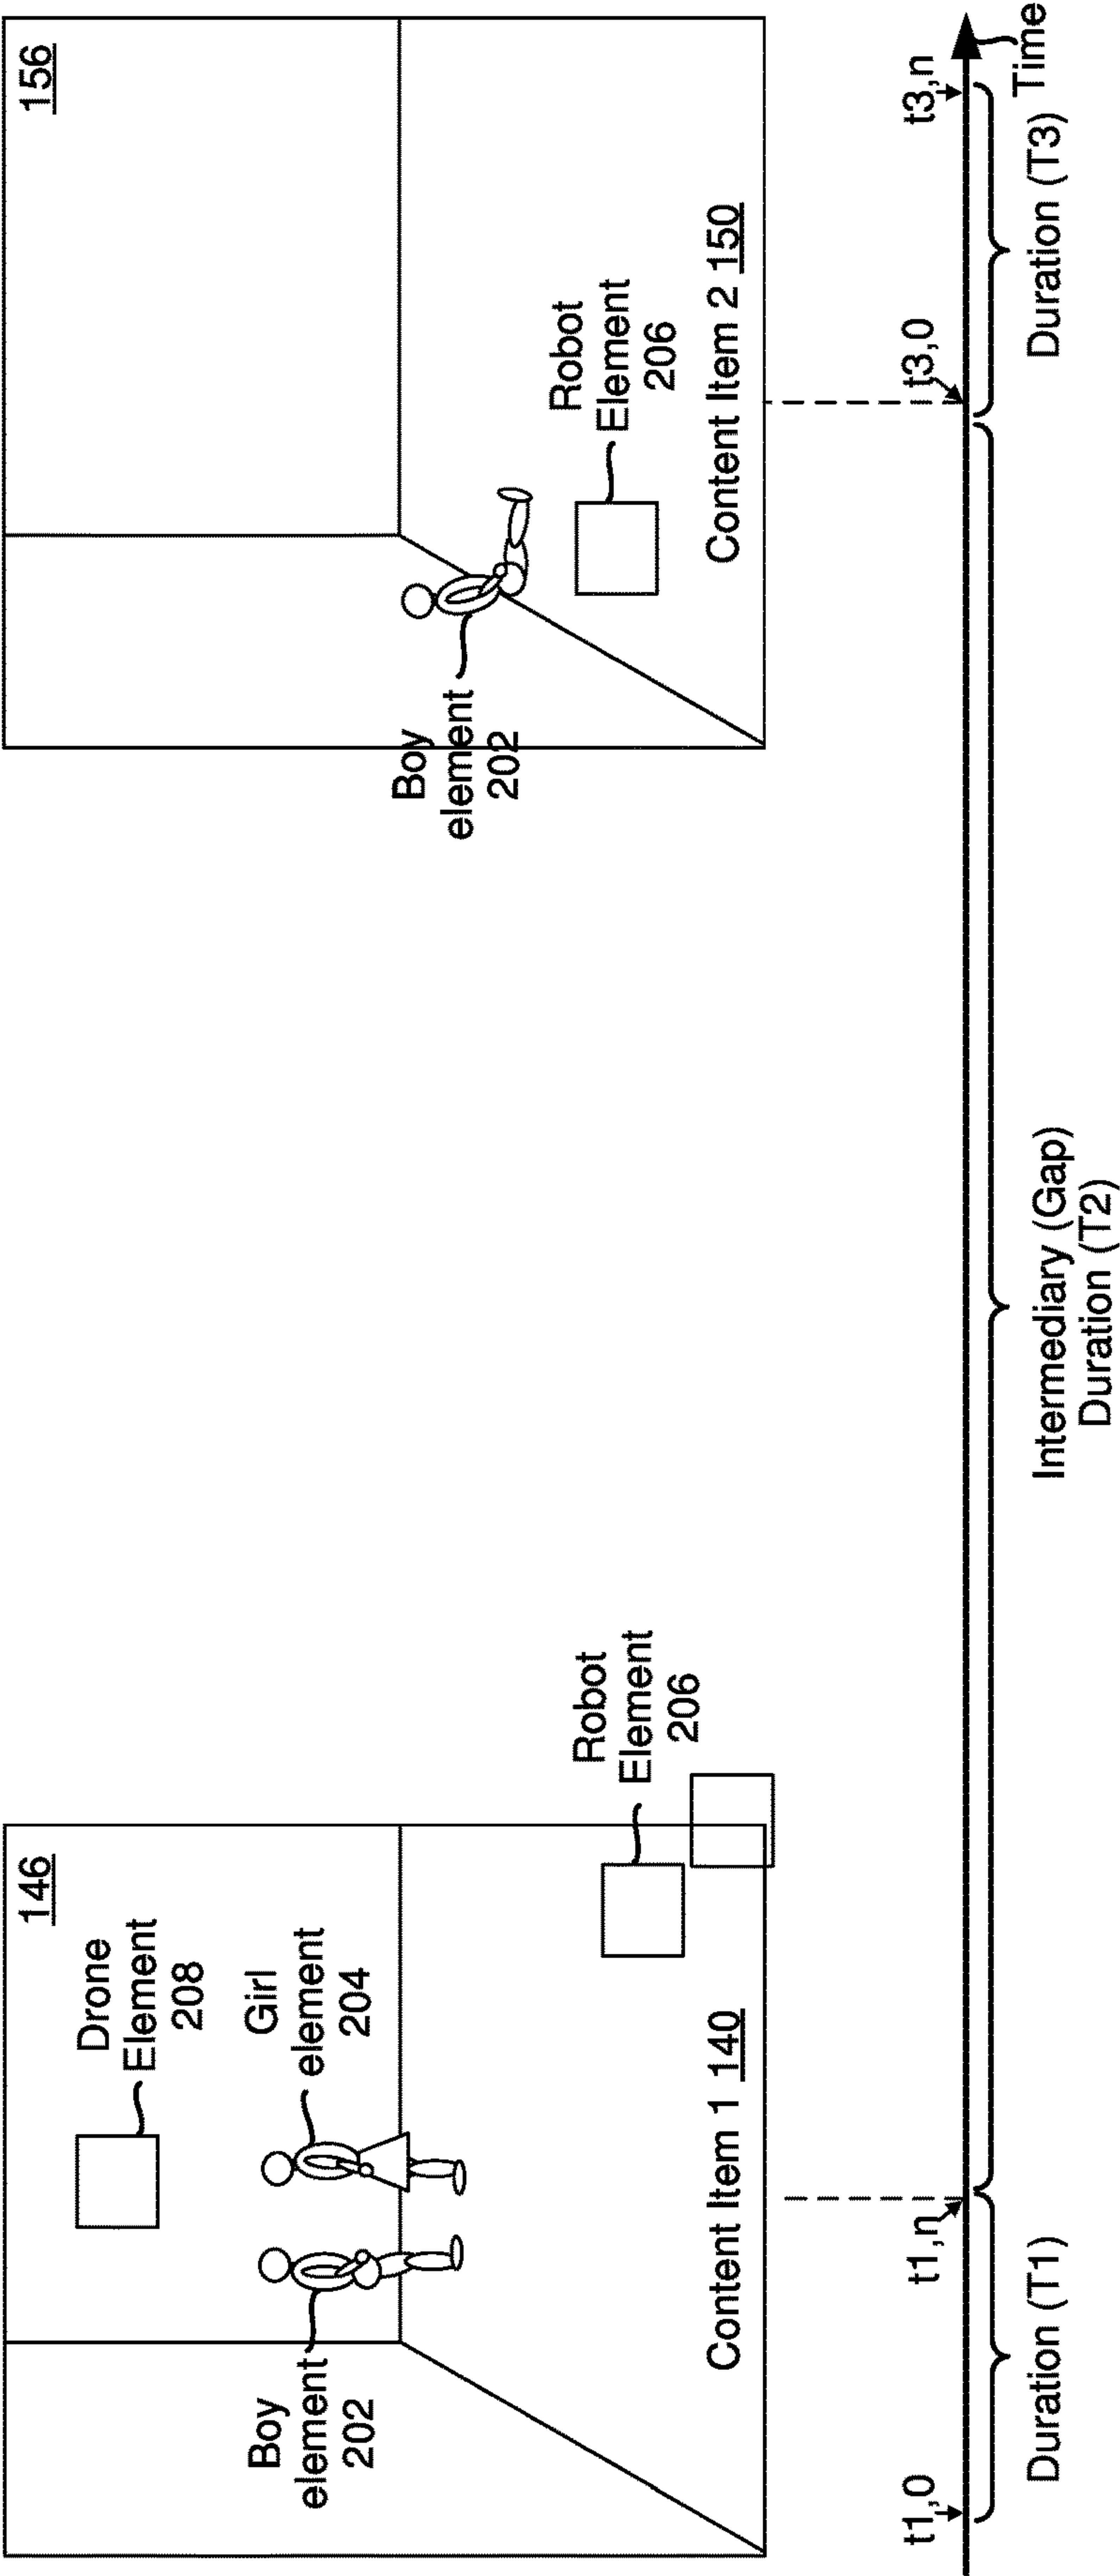 146
Drone
Element
208
Girl
element
204
Boy
element
202
Robot
Element
206
Content Item 1 140
156
Boy
element
202
Robot
Element
206
Content Item 2 150
t1,0
t1,n
t3,0
t3,n
Time
Duration (T1)
Intermediary (Gap)
Duration (T2)
Duration (T3)